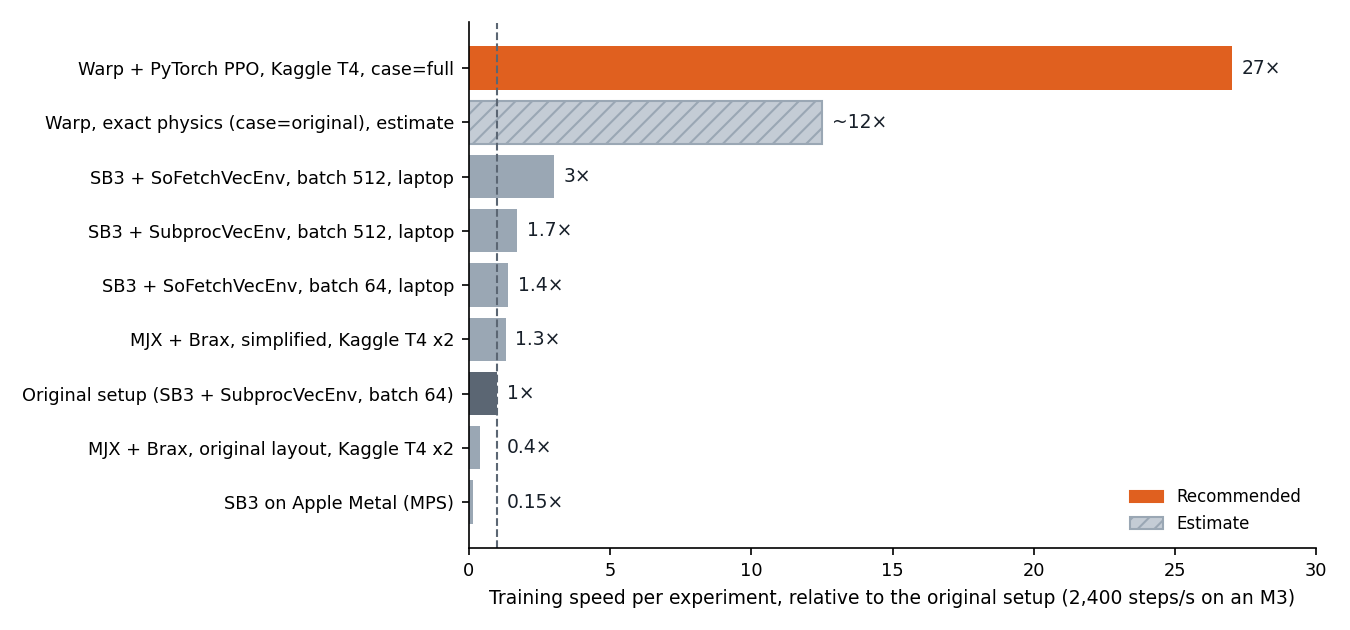 Warp + PyTorch PPO, Kaggle T4, case=full 27×
Warp, exact physics (case=original), estimate ~12×
SB3 + SoFetchVecEnv, batch 512, laptop 3×
SB3 + SubprocVecEnv, batch 512, laptop 1.7×
SB3 + SoFetchVecEnv, batch 64, laptop 1.4×
MJX + Brax, simplified, Kaggle T4 x2 1.3×
Original setup (SB3 + SubprocVecEnv, batch 64) 1×
MJX + Brax, original layout, Kaggle T4 x2 0.4×
SB3 on Apple Metal (MPS) 0.15×
Recommended
Estimate
0 5 10 15 20 25 30
Training speed per experiment, relative to the original setup (2,400 steps/s on an M3)